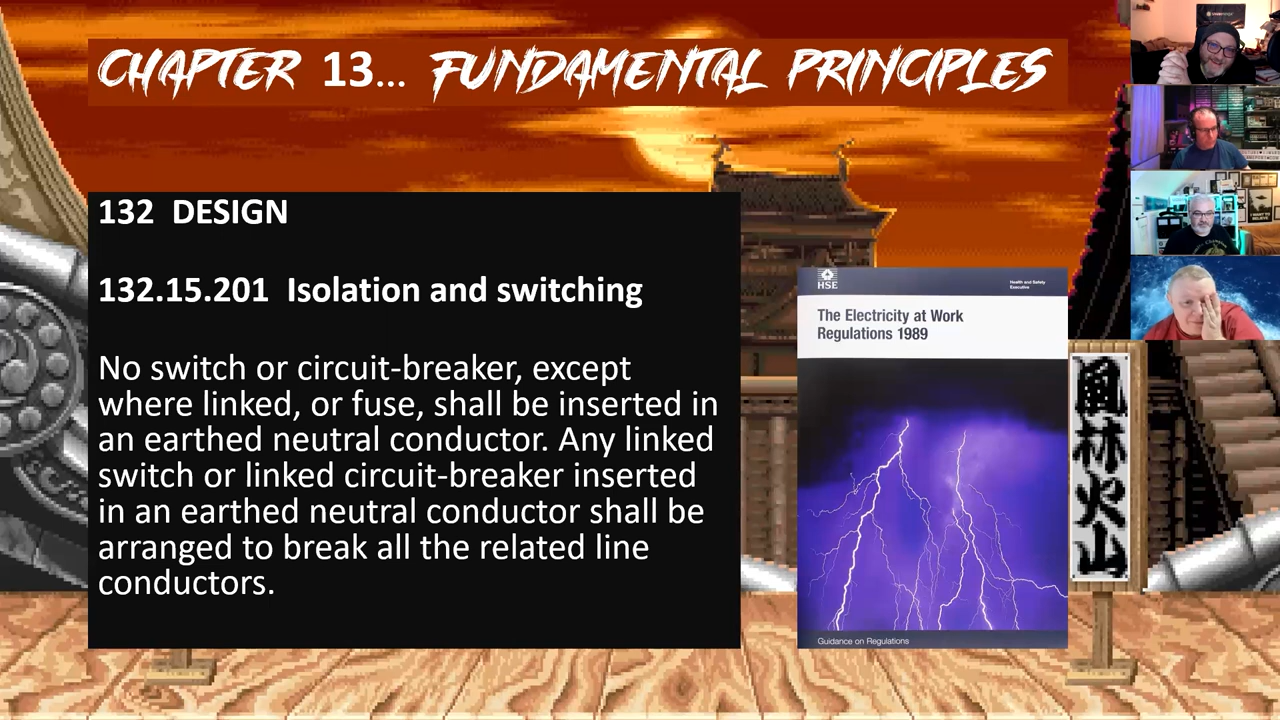 CHAPTER 13... FUNDAMENTAL PRINCIPLES
132 DESIGN
132.15.201 Isolation and switching
No switch or circuit-breaker, except
where linked, or fuse, shall be inserted in
an earthed neutral conductor. Any linked
switch or linked circuit-breaker inserted
in an earthed neutral conductor shall be
arranged to break all the related line
conductors.
HSE
Health and Safety
Executive
The Electricity at Work
Regulations 1989
Guidance on Regulations
風林火山
I WANT TO
BELIEVE